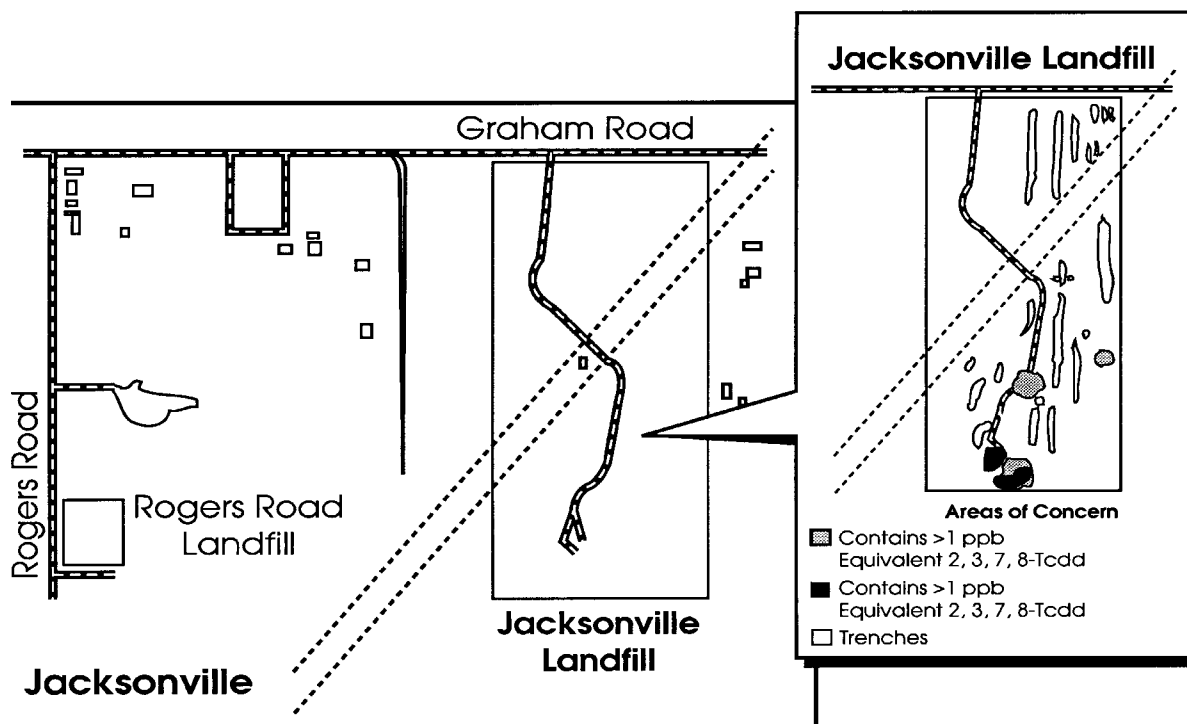 Jacksonville Landfill
Graham Road
Rogers Road
Rogers Road
Landfill
Jacksonville
Landfill
Jacksonville
Areas of Concern
Contains >1 ppb
Equivalent 2, 3, 7, 8-Tcdd
Contains >1 ppb
Equivalent 2, 3, 7, 8-Tcdd
Trenches